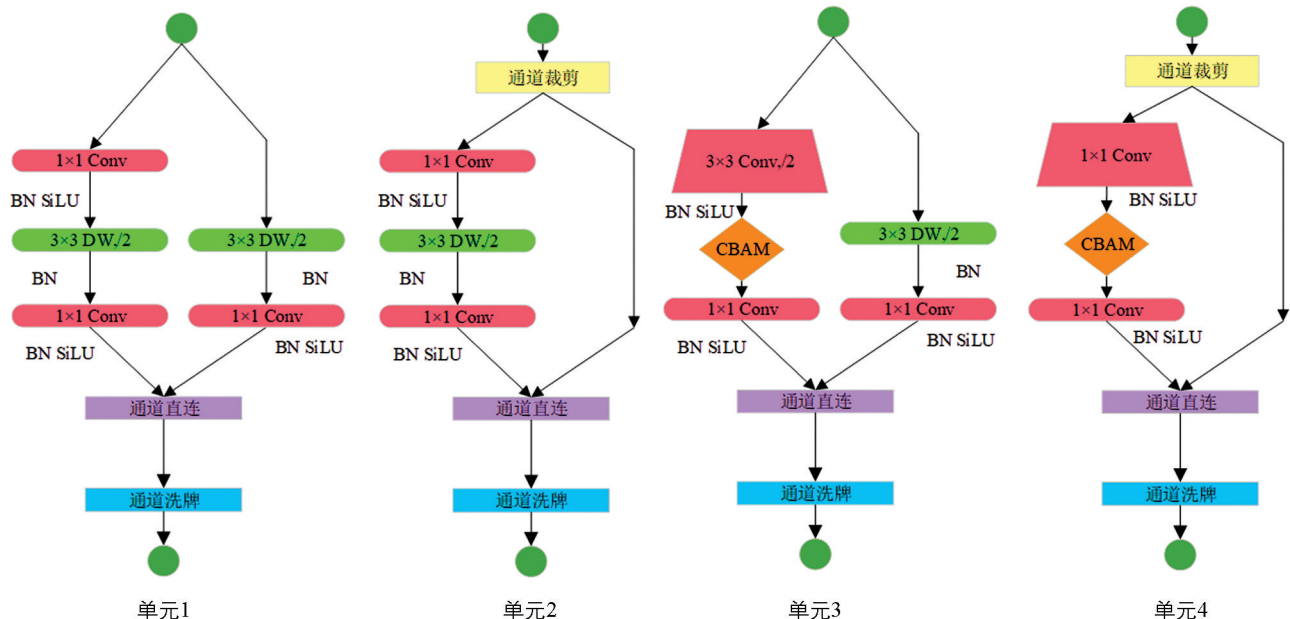 1×1 Conv
BN SiLU
3×3 DW,/2
3×3 DW,/2
BN
BN
1×1 Conv
1×1 Conv
BN SiLU
BN SiLU
通道直连
通道洗牌
单元1
通道裁剪
1×1 Conv
BN SiLU
3×3 DW,/2
BN
1×1 Conv
BN SiLU
通道直连
通道洗牌
单元2
3×3 Conv,/2
BN SiLU
CBAM
3×3 DW,/2
BN
1×1 Conv
1×1 Conv
BN SiLU
BN SiLU
通道直连
通道洗牌
单元3
通道裁剪
1×1 Conv
BN SiLU
CBAM
1×1 Conv
BN SiLU
通道直连
通道洗牌
单元4